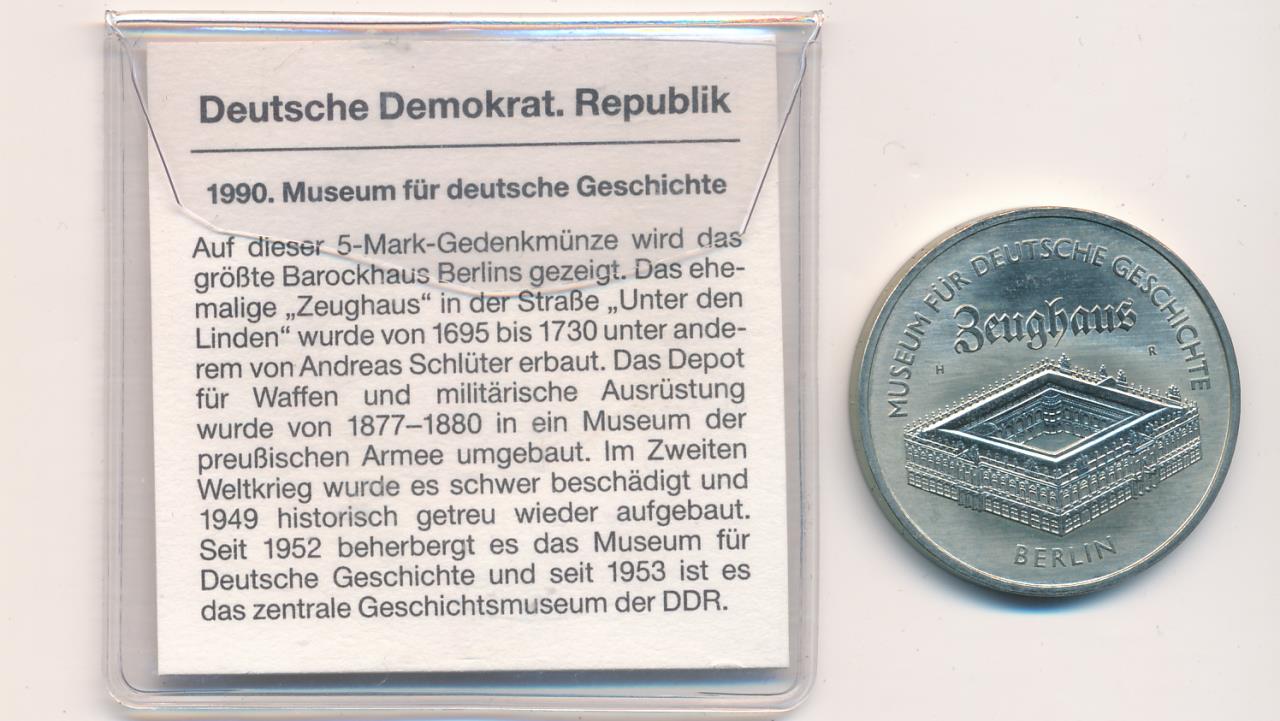 Deutsche Demokrat. Republik
1990. Museum für deutsche Geschichte
Auf dieser 5-Mark-Gedenkmünze wird das
größte Barockhaus Berlins gezeigt. Das ehe-
malige „Zeughaus“ in der Straße „Unter den
Linden“ wurde von 1695 bis 1730 unter ande-
rem von Andreas Schlüter erbaut. Das Depot
für Waffen und militärische Ausrüstung
wurde von 1877–1880 in ein Museum der
preußischen Armee umgebaut. Im Zweiten
Weltkrieg wurde es schwer beschädigt und
1949 historisch getreu wieder aufgebaut.
Seit 1952 beherbergt es das Museum für
Deutsche Geschichte und seit 1953 ist es
das zentrale Geschichtsmuseum der DDR.
MUSEUM FÜR DEUTSCHE GESCHICHTE
Zeughaus
H R
BERLIN